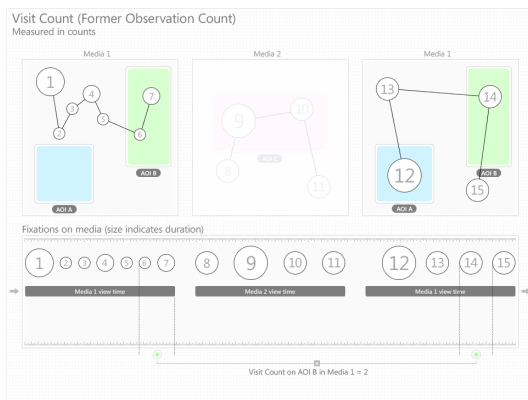 Visit Count (Former Observation Count)
Measured in counts
Media 1
Media 2
Media 1
1
2
3
4
5
6
7
AOI A
AOI B
8
9
10
11
AOI C
12
13
14
15
AOI A
AOI B
Fixations on media (size indicates duration)
1 2 3 4 5 6 7 8 9 10 11 12 13 14 15
Media 1 view time Media 2 view time Media 1 view time
Visit Count on AOI B in Media 1 = 2